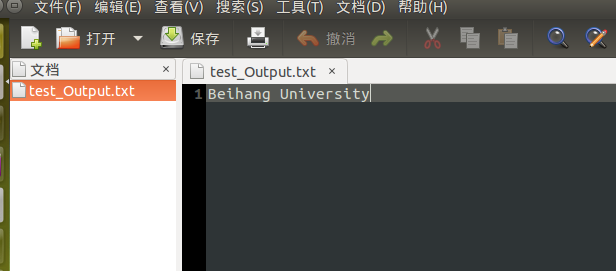 文件(F) 编辑(E) 查看(V) 搜索(S) 工具(T) 文档(D) 帮助(H)
打开 保存 撤消
文档 ×
test_Output.txt ×
test_Output.txt
1 Beihang University